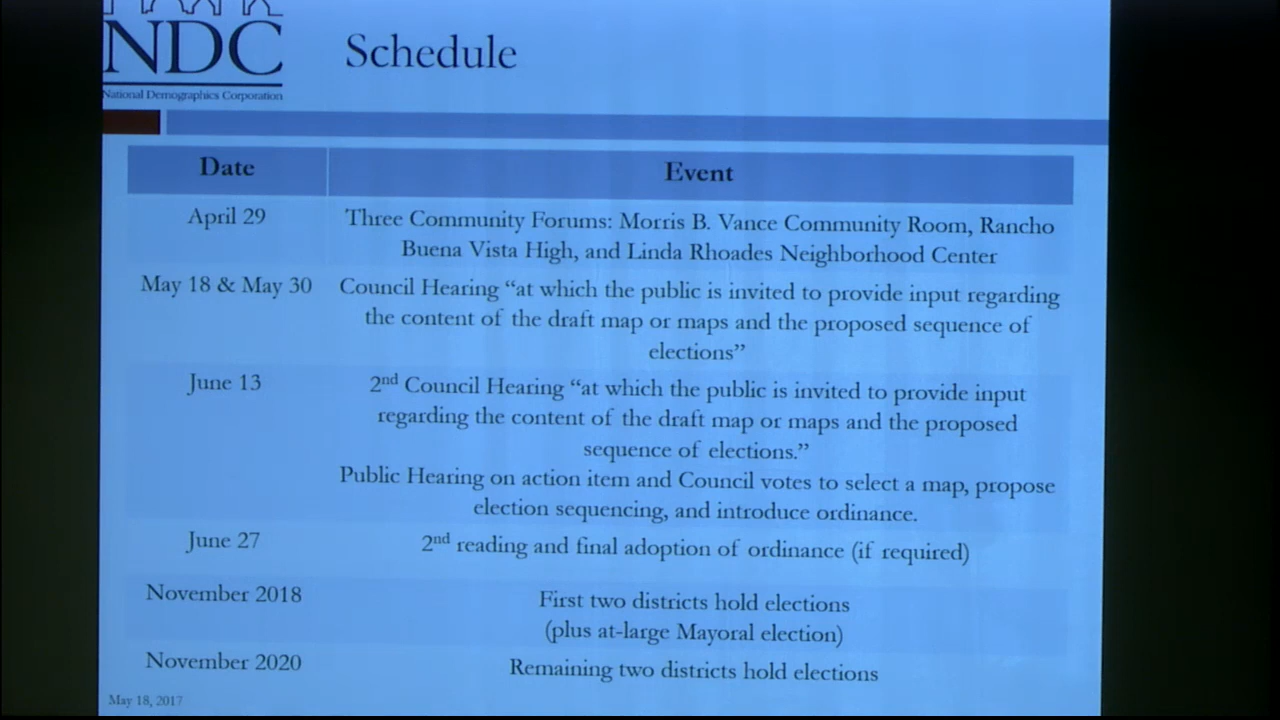 NDC
National Demographics Corporation
Schedule
Date
Event
April 29
Three Community Forums: Morris B. Vance Community Room, Rancho
Buena Vista High, and Linda Rhoades Neighborhood Center
May 18 & May 30
Council Hearing “at which the public is invited to provide input regarding
the content of the draft map or maps and the proposed sequence of
elections”
June 13
2nd Council Hearing “at which the public is invited to provide input
regarding the content of the draft map or maps and the proposed
sequence of elections.”
Public Hearing on action item and Council votes to select a map, propose
election sequencing, and introduce ordinance.
June 27
2nd reading and final adoption of ordinance (if required)
November 2018
First two districts hold elections
(plus at-large Mayoral election)
November 2020
Remaining two districts hold elections
May 18, 2017